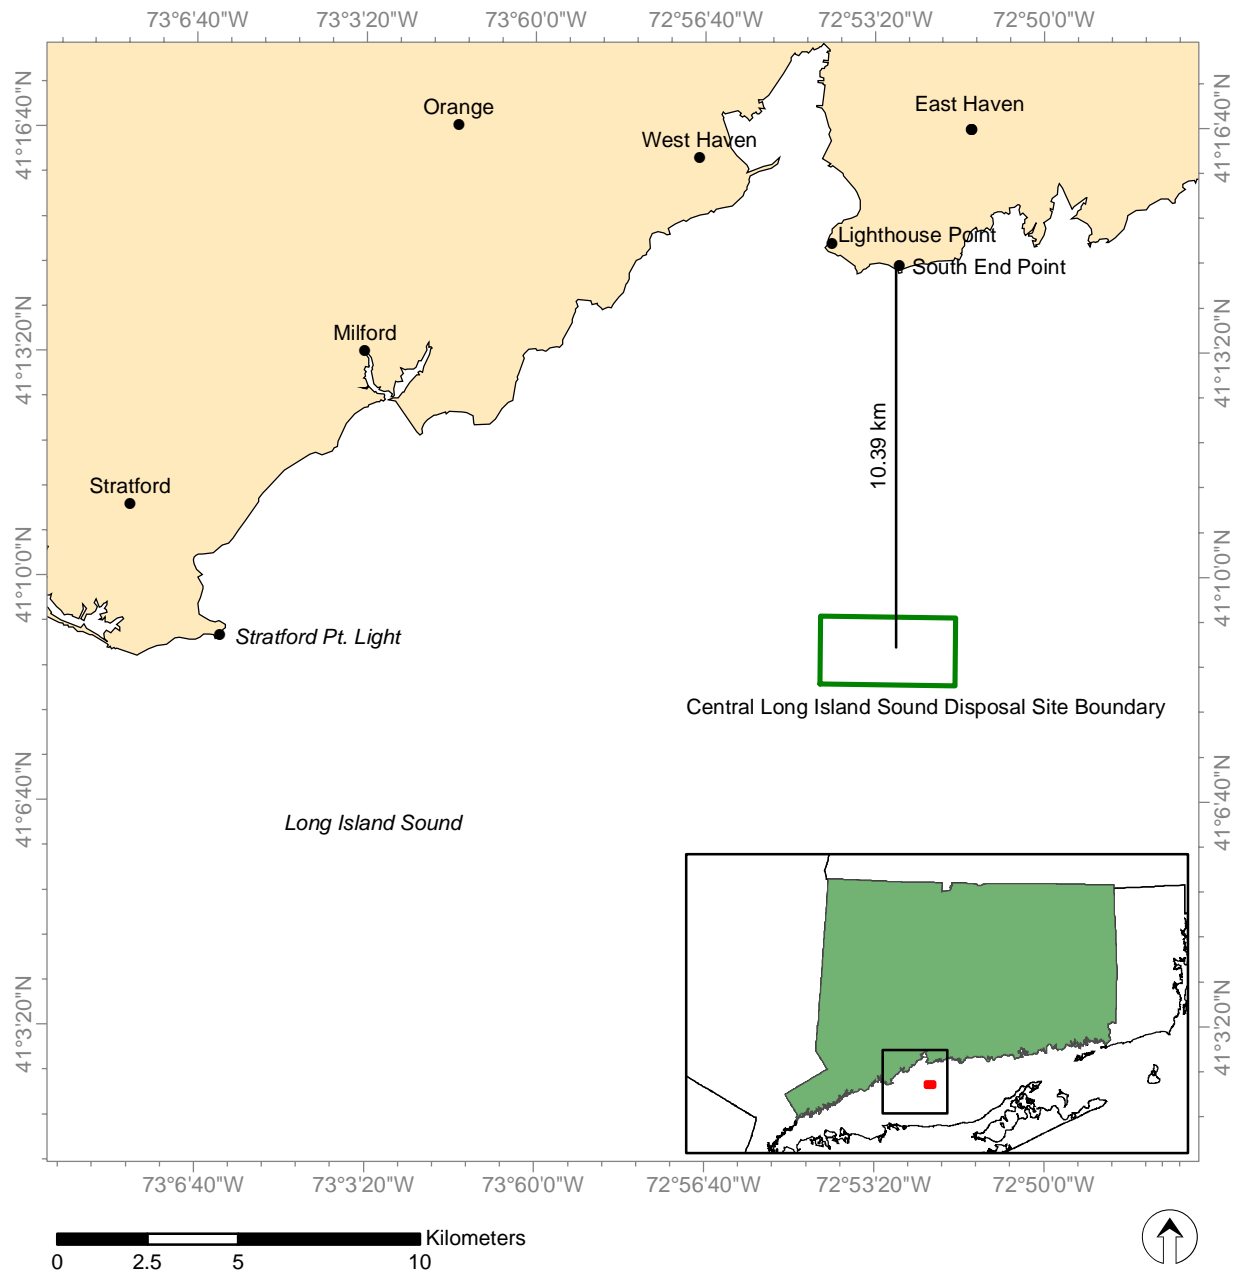 73°6'40"W 73°3'20"W 73°6'0"W 72°56'40"W 72°53'20"W 72°50'0"W
41°16'40"N
41°13'20"N
41°10'0"N
41°6'40"N
41°3'20"N
Orange
East Haven
West Haven
Lighthouse Point
South End Point
Milford
10.39 km
Stratford
Stratford Pt. Light
Central Long Island Sound Disposal Site Boundary
Long Island Sound
41°16'40"N
41°13'20"N
41°10'0"N
41°6'40"N
41°3'20"N
73°6'40"W 73°3'20"W 73°6'0"W 72°56'40"W 72°53'20"W 72°50'0"W
Kilometers
0 2.5 5 10